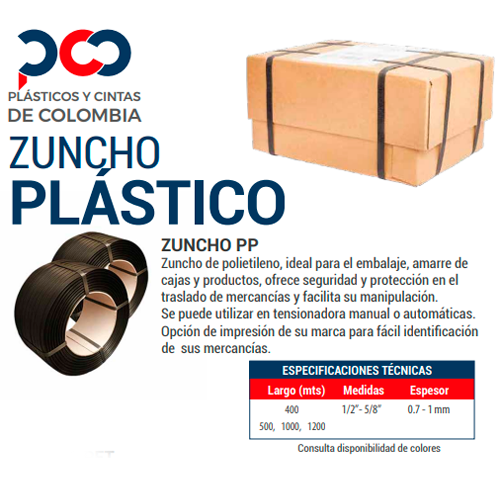 pco
PLÁSTICOS Y CINTAS
DE COLOMBIA
ZUNCHO
PLÁSTICO
ZUNCHO PP
Zuncho de polietileno, ideal para el embalaje, amarre de
cajas y productos, ofrece seguridad y protección en el
traslado de mercancías y facilita su manipulación.
Se puede utilizar en tensionadora manual o automáticas.
Opción de impresión de su marca para fácil identificación
de sus mercancías.
ESPECIFICACIONES TÉCNICAS
Largo (mts) Medidas Espesor
400 1/2"- 5/8" 0.7 - 1 mm
500, 1000, 1200
Consulta disponibilidad de colores